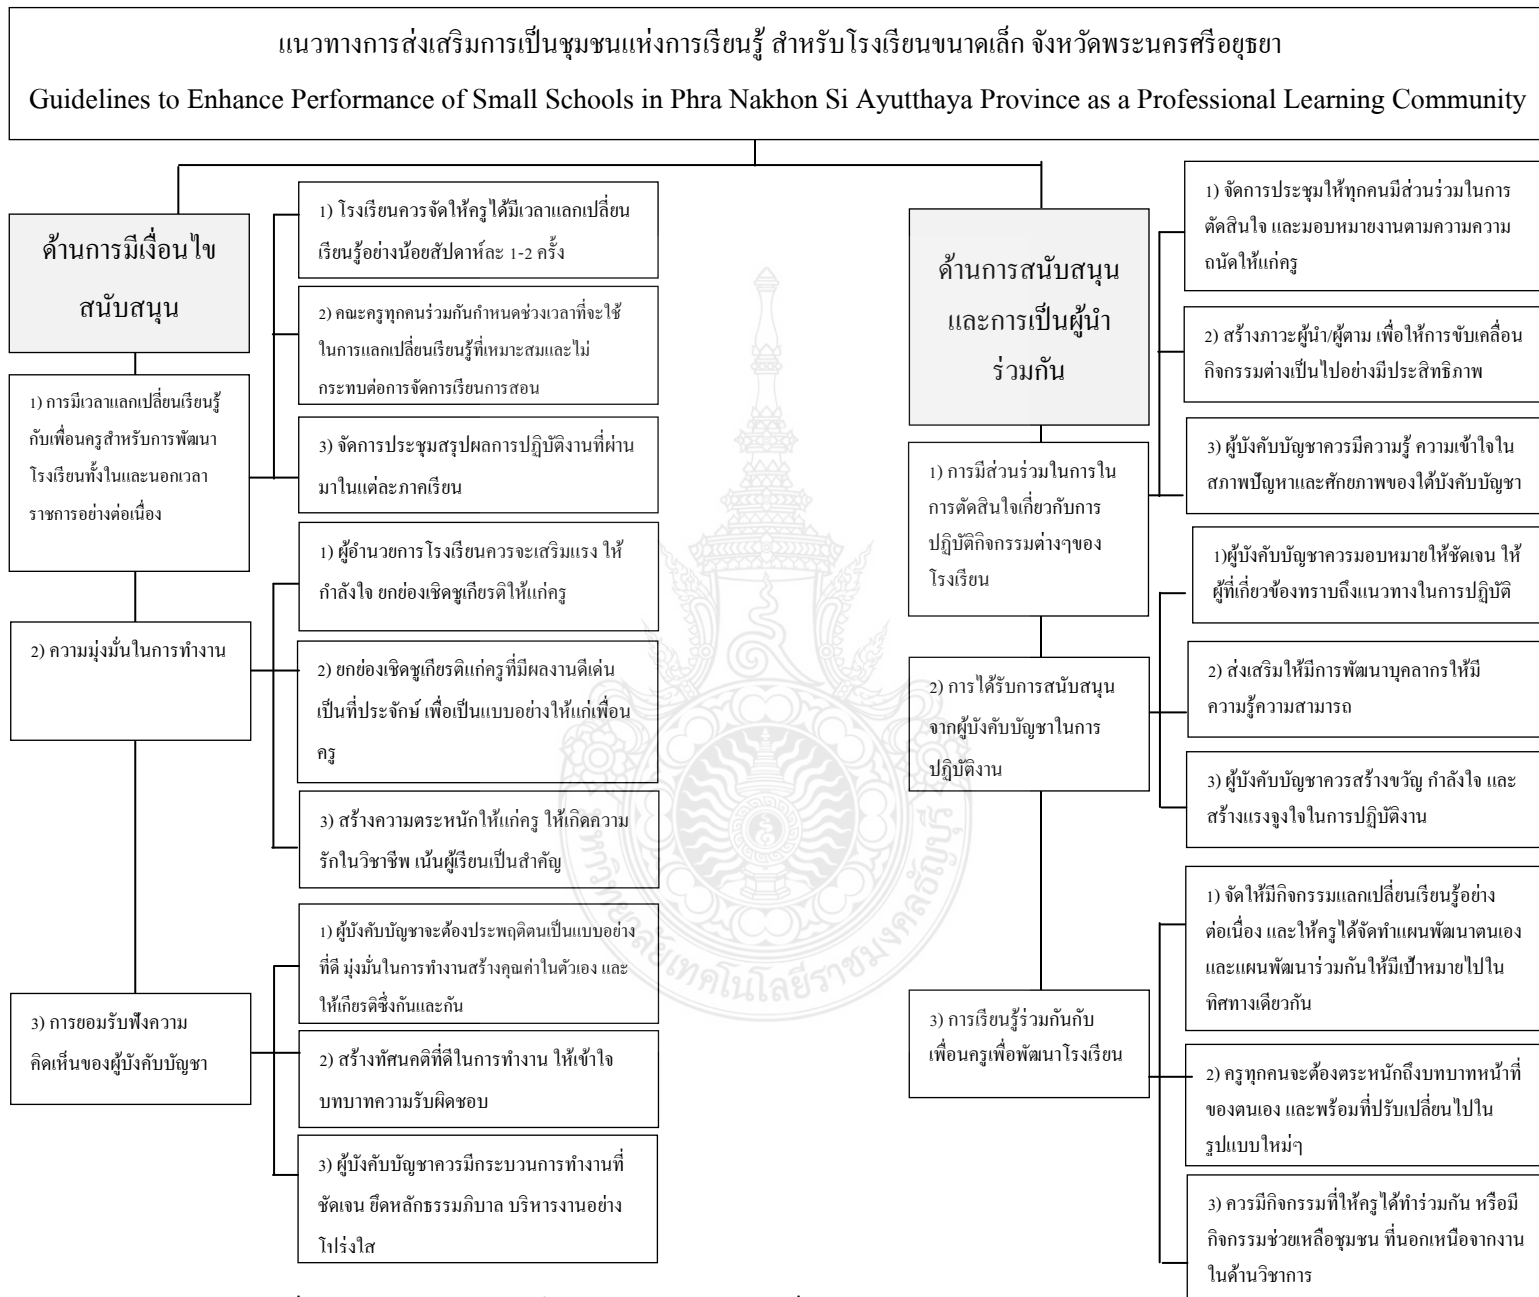 แนวทางการส่งเสริมการเป็นชุมชนแห่งการเรียนรู้ สำหรับโรงเรียนขนาดเล็ก จังหวัดพระนครศรีอยุธยา
Guidelines to Enhance Performance of Small Schools in Phra Nakhon Si Ayutthaya Province as a Professional Learning Community
ด้านการมีเงื่อนไข
สนับสนุน
1) การมีเวลาแลกเปลี่ยนเรียนรู้
กับเพื่อนครูสำหรับการพัฒนา
โรงเรียนทั้งในและนอกเวลา
ราชการอย่างต่อเนื่อง
1) โรงเรียนควรจัดให้ครูได้มีเวลาแลกเปลี่ยน
เรียนรู้อย่างน้อยสัปดาห์ละ 1-2 ครั้ง
2) คณะครูทุกคนร่วมกันกำหนดช่วงเวลาที่จะใช้
ในการแลกเปลี่ยนเรียนรู้ที่เหมาะสมและไม่
กระทบต่อการจัดการเรียนการสอน
3) จัดการประชุมสรุปผลการปฏิบัติงานที่ผ่าน
มาในแต่ละภาคเรียน
2) ความมุ่งมั่นในการทำงาน
1) ผู้อำนวยการโรงเรียนควรจะเสริมแรง ให้
กำลังใจ ยกย่องเชิดชูเกียรติให้แก่ครู
2) ยกย่องเชิดชูเกียรติแก่ครูที่มีผลงานดีเด่น
เป็นที่ประจักษ์ เพื่อเป็นแบบอย่างให้แก่เพื่อน
ครู
3) สร้างความตระหนักให้แก่ครู ให้เกิดความ
รักในวิชาชีพ เน้นผู้เรียนเป็นสำคัญ
3) การยอมรับฟังความ
คิดเห็นของผู้บังคับบัญชา
1) ผู้บังคับบัญชาจะต้องประพฤติตนเป็นแบบอย่าง
ที่ดี มุ่งมั่นในการทำงานสร้างคุณค่าในตัวเอง และ
ให้เกียรติซึ่งกันและกัน
2) สร้างทัศนคติที่ดีในการทำงาน ให้เข้าใจ
บทบาทความรับผิดชอบ
3) ผู้บังคับบัญชาควรมีกระบวนการทำงานที่
ชัดเจน ยึดหลักธรรมภิบาล บริหารงานอย่าง
โปร่งใส
ด้านการสนับสนุน
และการเป็นผู้นำ
ร่วมกัน
1) การมีส่วนร่วมในการใน
การตัดสินใจเกี่ยวกับการ
ปฏิบัติกิจกรรมต่างๆของ
โรงเรียน
1) จัดการประชุมให้ทุกคนมีส่วนร่วมในการ
ตัดสินใจ และมอบหมายงานตามความความ
ถนัดให้แก่ครู
2) สร้างภาวะผู้นำ/ผู้ตาม เพื่อให้การขับเคลื่อน
กิจกรรมต่างเป็นไปอย่างมีประสิทธิภาพ
3) ผู้บังคับบัญชาควรมีความรู้ ความเข้าใจใน
สภาพปัญหาและศักยภาพของใต้บังคับบัญชา
2) การได้รับการสนับสนุน
จากผู้บังคับบัญชาในการ
ปฏิบัติงาน
1)ผู้บังคับบัญชาควรมอบหมายให้ชัดเจน ให้
ผู้ที่เกี่ยวข้องทราบถึงแนวทางในการปฏิบัติ
2) ส่งเสริมให้มีการพัฒนาบุคลากรให้มี
ความรู้ความสามารถ
3) ผู้บังคับบัญชาควรสร้างขวัญ กำลังใจ และ
สร้างแรงจูงใจในการปฏิบัติงาน
3) การเรียนรู้ร่วมกันกับ
เพื่อนครูเพื่อพัฒนาโรงเรียน
1) จัดให้มีกิจกรรมแลกเปลี่ยนเรียนรู้อย่าง
ต่อเนื่อง และให้ครูได้จัดทำแผนพัฒนาตนเอง
และแผนพัฒนาร่วมกันให้มีเป้าหมายไปใน
ทิศทางเดียวกัน
2) ครูทุกคนจะต้องตระหนักถึงบทบาทหน้าที่
ของตนเอง และพร้อมที่ปรับเปลี่ยนไปใน
รูปแบบใหม่ๆ
3) ควรมีกิจกรรมที่ให้ครูได้ทำร่วมกัน หรือมี
กิจกรรมช่วยเหลือชุมชน ที่นอกเหนือจากงาน
ในด้านวิชาการ
มหาวิทยาลัยเทคโนโลยีราชมงคลธัญบุรี